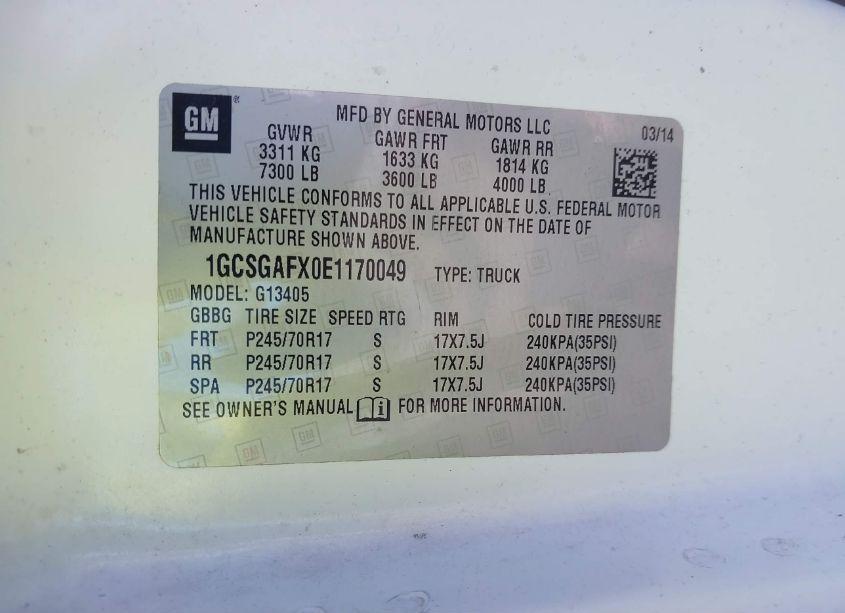 GM®
MFD BY GENERAL MOTORS LLC 03/14
GVWR GAWR FRT GAWR RR
3311 KG 1633 KG 1814 KG
7300 LB 3600 LB 4000 LB
THIS VEHICLE CONFORMS TO ALL APPLICABLE U.S. FEDERAL MOTOR
VEHICLE SAFETY STANDARDS IN EFFECT ON THE DATE OF
MANUFACTURE SHOWN ABOVE.
1GCSGAFX0E1170049 TYPE: TRUCK
MODEL: G13405
GBBG TIRE SIZE SPEED RTG RIM COLD TIRE PRESSURE
FRT P245/70R17 S 17X7.5J 240KPA(35PSI)
RR P245/70R17 S 17X7.5J 240KPA(35PSI)
SPA P245/70R17 S 17X7.5J 240KPA(35PSI)
SEE OWNER'S MANUAL i FOR MORE INFORMATION.